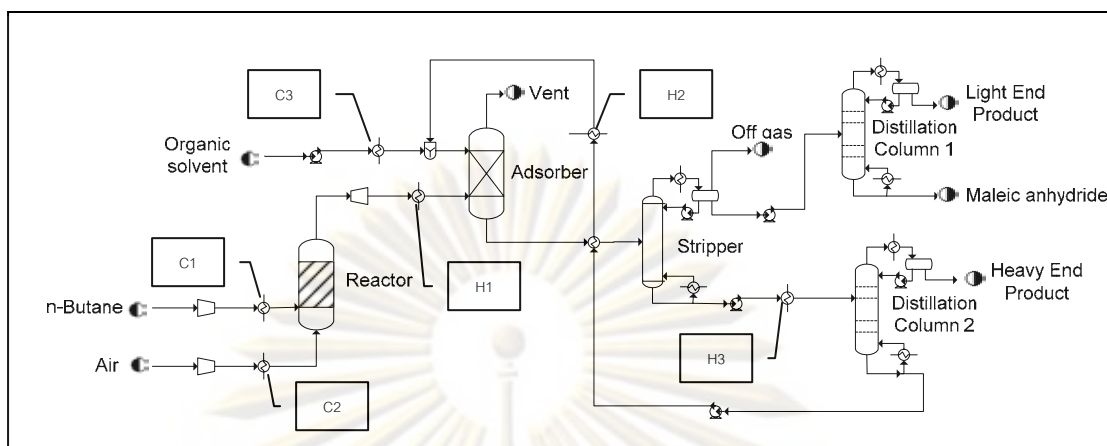 C3
H2
Vent
Light End
Product
Off gas
Distillation
Column 1
Organic
solvent
Adsorber
Maleic anhydride
Stripper
C1
Reactor
H1
Heavy End
Product
n-Butane
Distillation
Column 2
H3
Air
C2